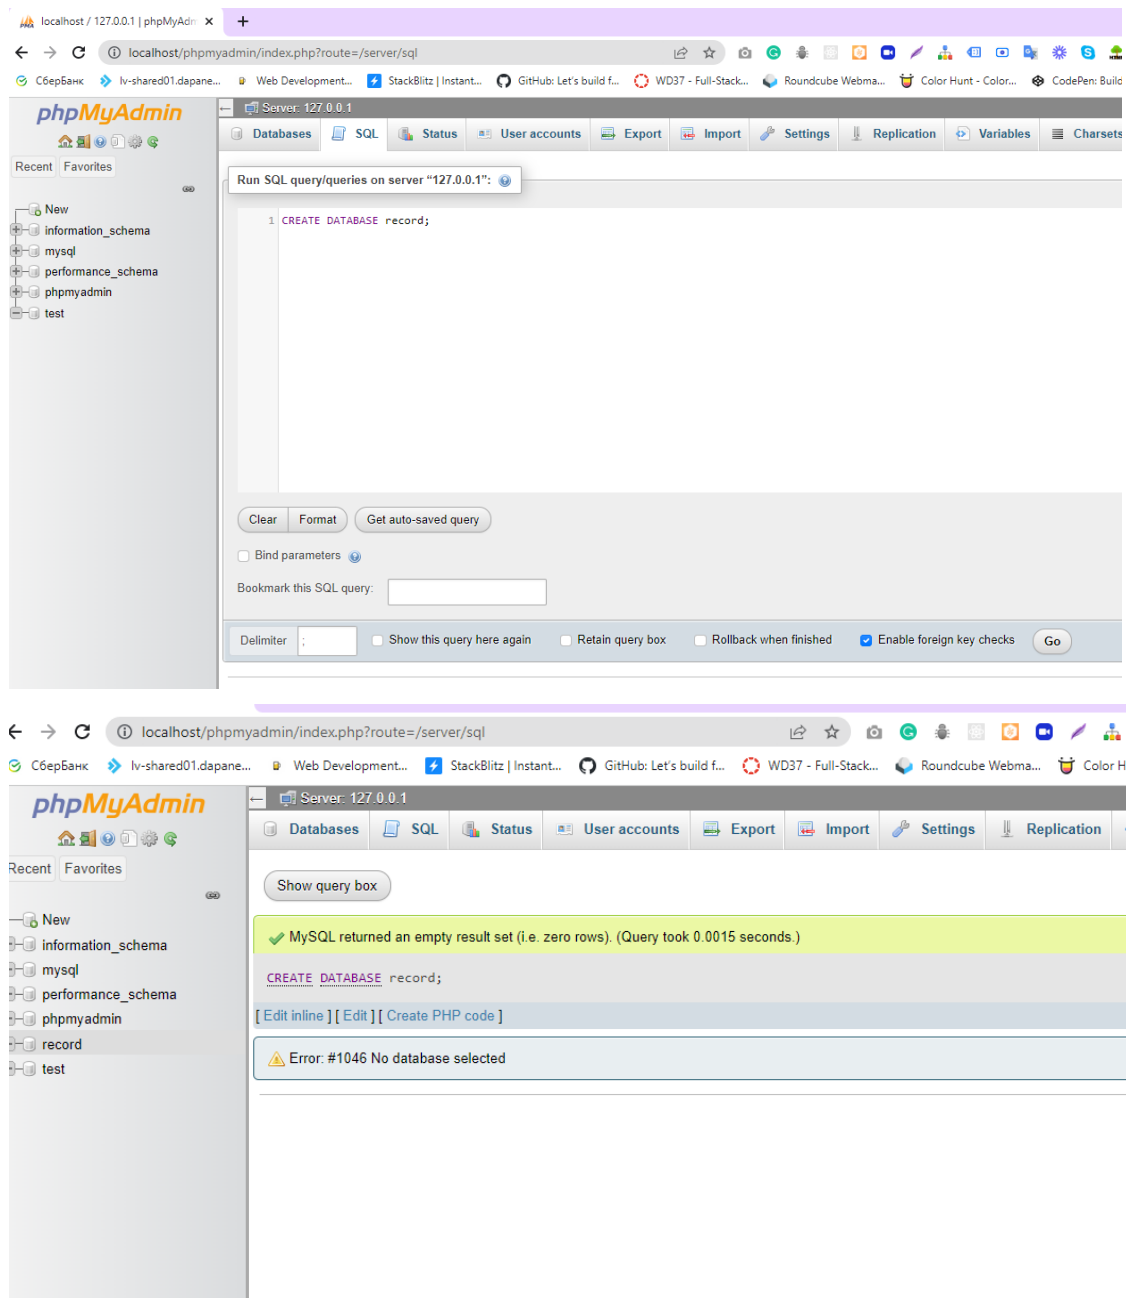 localhost / 127.0.0.1 | phpMyAdm
localhost/phpmyadmin/index.php?route=/server/sql
СберБанк lv-shared01.dapane... Web Development... StackBlitz | Instant... GitHub: Let's build f... WD37 - Full-Stack... Roundcube Webma... Color Hunt - Color... CodePen: Build
phpMyAdmin
Server: 127.0.0.1
Databases SQL Status User accounts Export Import Settings Replication Variables Charsets
Recent Favorites
Run SQL query/queries on server “127.0.0.1”:
New
information_schema
mysql
performance_schema
phpmyadmin
test
1 CREATE DATABASE record;
Clear Format Get auto-saved query
Bind parameters
Bookmark this SQL query:
Delimiter ; Show this query here again Retain query box Rollback when finished Enable foreign key checks Go
localhost/phpmyadmin/index.php?route=/server/sql
СберБанк lv-shared01.dapane... Web Development... StackBlitz | Instant... GitHub: Let's build f... WD37 - Full-Stack... Roundcube Webma... Color H
phpMyAdmin
Server: 127.0.0.1
Databases SQL Status User accounts Export Import Settings Replication
Recent Favorites
Show query box
New
information_schema
mysql
performance_schema
phpmyadmin
record
test
MySQL returned an empty result set (i.e. zero rows). (Query took 0.0015 seconds.)
CREATE DATABASE record;
[ Edit inline ] [ Edit ] [ Create PHP code ]
Error: #1046 No database selected